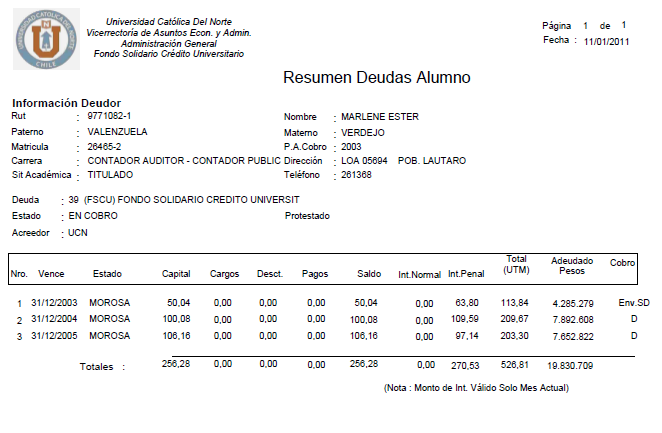 Universidad Católica Del Norte
Vicerrectoría de Asuntos Econ. y Admin.
Administración General
Fondo Solidario Crédito Universitario
Página 1 de 1
Fecha : 11/01/2011
UNIVERSIDAD CATOLICA DEL NORTE
CHILE
Resumen Deudas Alumno
Información Deudor
Rut : 9771082-1 Nombre : MARLENE ESTER
Paterno : VALENZUELA Materno : VERDEJO
Matricula : 26465-2 P.A.Cobro : 2003
Carrera : CONTADOR AUDITOR - CONTADOR PUBLIC Dirección : LOA 05694 POB. LAUTARO
Sit Académica : TITULADO Teléfono : 261368
Deuda : 39 (FSCU) FONDO SOLIDARIO CREDITO UNIVERSIT
Estado : EN COBRO Protestado
Acreedor : UCN
Nro. Vence Estado Capital Cargos Desct. Pagos Saldo Int.Normal Int.Penal Total (UTM) Adeudado Pesos Cobro
1 31/12/2003 MOROSA 50,04 0,00 0,00 0,00 50,04 0,00 63,80 113,84 4.285.279 Env.SD
2 31/12/2004 MOROSA 100,08 0,00 0,00 0,00 100,08 0,00 109,59 209,67 7.892.608 D
3 31/12/2005 MOROSA 106,16 0,00 0,00 0,00 106,16 0,00 97,14 203,30 7.652.822 D
Totales : 256,28 0,00 0,00 0,00 256,28 0,00 270,53 526,81 19.830.709
(Nota : Monto de Int. Válido Solo Mes Actual)